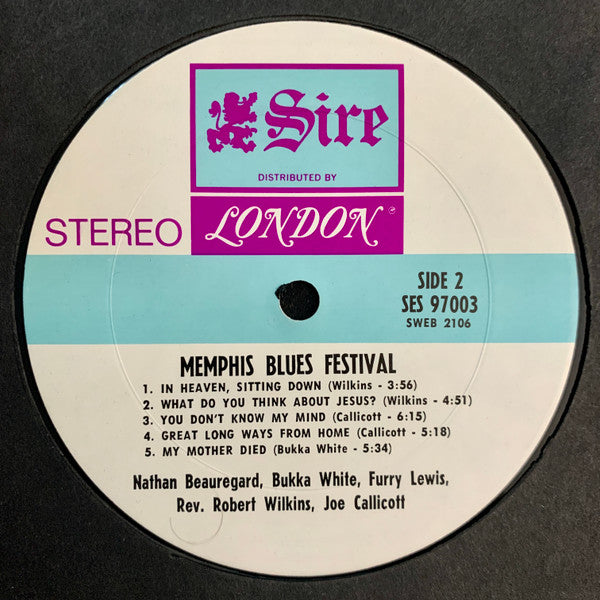 Sire
DISTRIBUTED BY
STEREO
LONDON®
SIDE 2
SES 97003
SWEB 2106
MEMPHIS BLUES FESTIVAL
1. IN HEAVEN, SITTING DOWN (Wilkins - 3:56)
2. WHAT DO YOU THINK ABOUT JESUS? (Wilkins - 4:51)
3. YOU DON'T KNOW MY MIND (Callicott - 6:15)
4. GREAT LONG WAYS FROM HOME (Callicott - 5:18)
5. MY MOTHER DIED (Bukka White - 5:34)
Nathan Beauregard, Bukka White, Furry Lewis,
Rev. Robert Wilkins, Joe Callicott